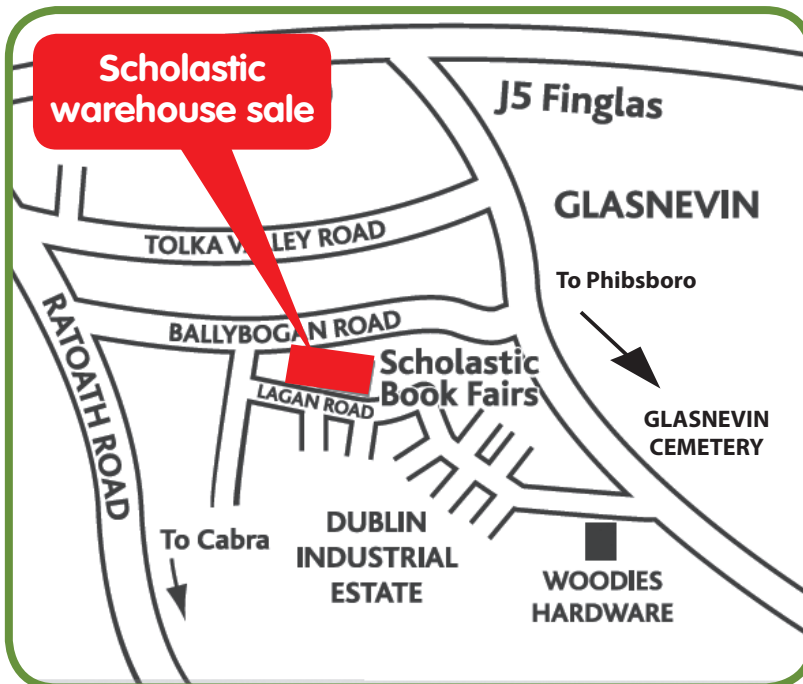 Scholastic
warehouse sale
J5 Finglas
GLASNEVIN
TOLKA VALLEY ROAD
To Phibsboro
RATOATH ROAD
BALLYBOGAN ROAD
Scholastic
Book Fairs
LAGAN ROAD
GLASNEVIN
CEMETERY
To Cabra
DUBLIN
INDUSTRIAL
ESTATE
WOODIES
HARDWARE